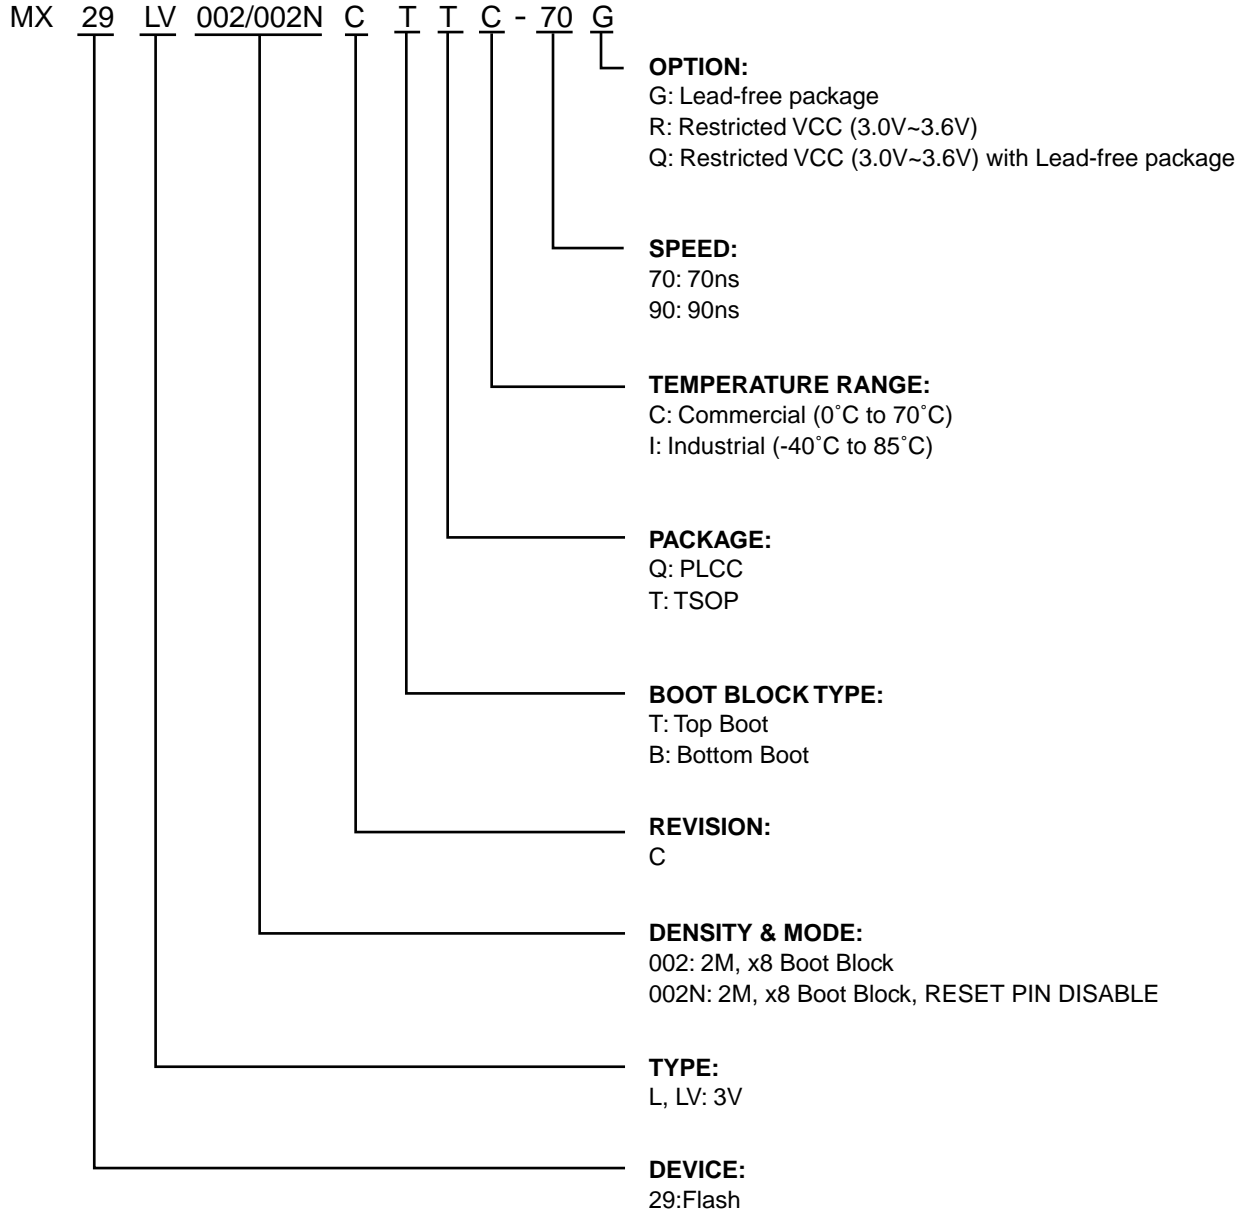 MX 29 LV 002/002N C T T C - 70 G
OPTION:
G: Lead-free package
R: Restricted VCC (3.0V~3.6V)
Q: Restricted VCC (3.0V~3.6V) with Lead-free package
SPEED:
70: 70ns
90: 90ns
TEMPERATURE RANGE:
C: Commercial (0˚C to 70˚C)
I: Industrial (-40˚C to 85˚C)
PACKAGE:
Q: PLCC
T: TSOP
BOOT BLOCK TYPE:
T: Top Boot
B: Bottom Boot
REVISION:
C
DENSITY & MODE:
002: 2M, x8 Boot Block
002N: 2M, x8 Boot Block, RESET PIN DISABLE
TYPE:
L, LV: 3V
DEVICE:
29:Flash